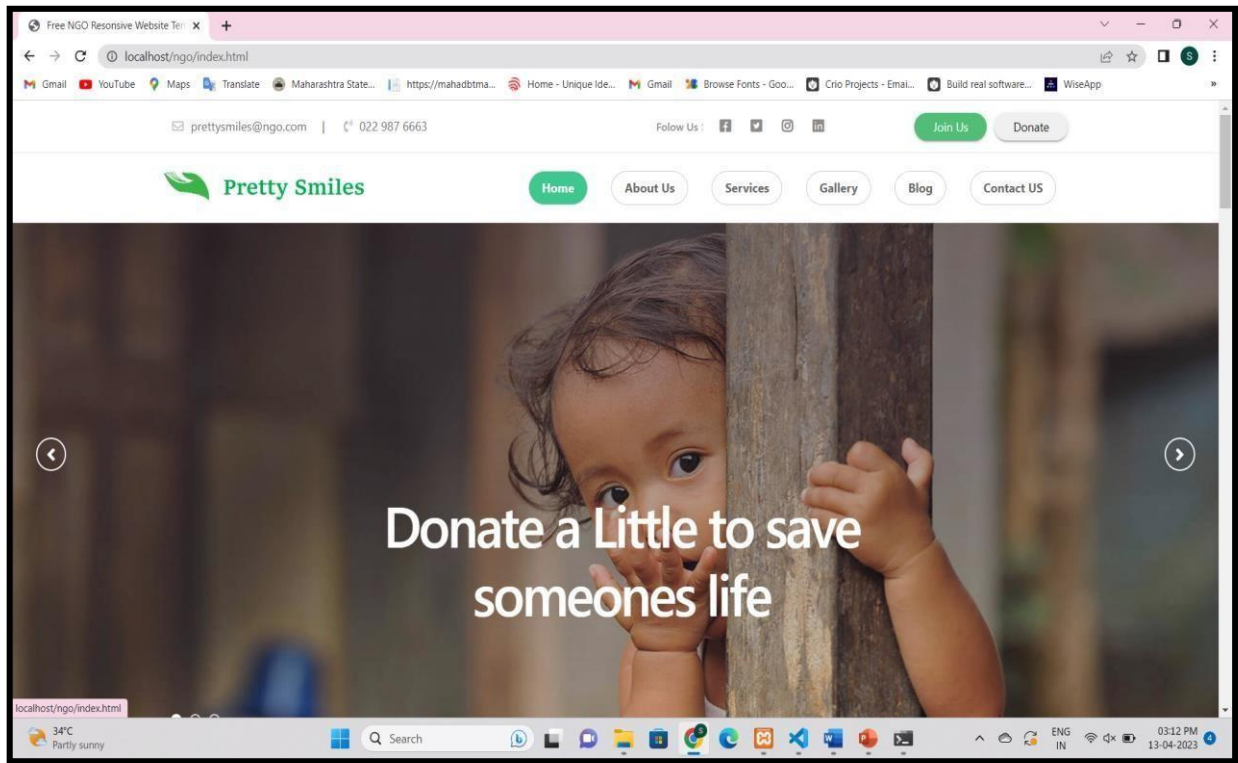 Free NGO Resonsive Website Ten
localhost/ngo/index.html
Gmail YouTube Maps Translate Maharashtra State... https://mahadbtma... Home - Unique Ide... Gmail Browse Fonts - Goo... Crio Projects - Emai... Build real software... WiseApp »
prettysmiles@ngo.com | 022 987 6663 Folow Us : Join Us Donate
Pretty Smiles Home About Us Services Gallery Blog Contact US
Donate a Little to save
someones life
localhost/ngo/index.html
34°C
Partly sunny
Search
ENG
IN
03:12 PM
13-04-2023
4